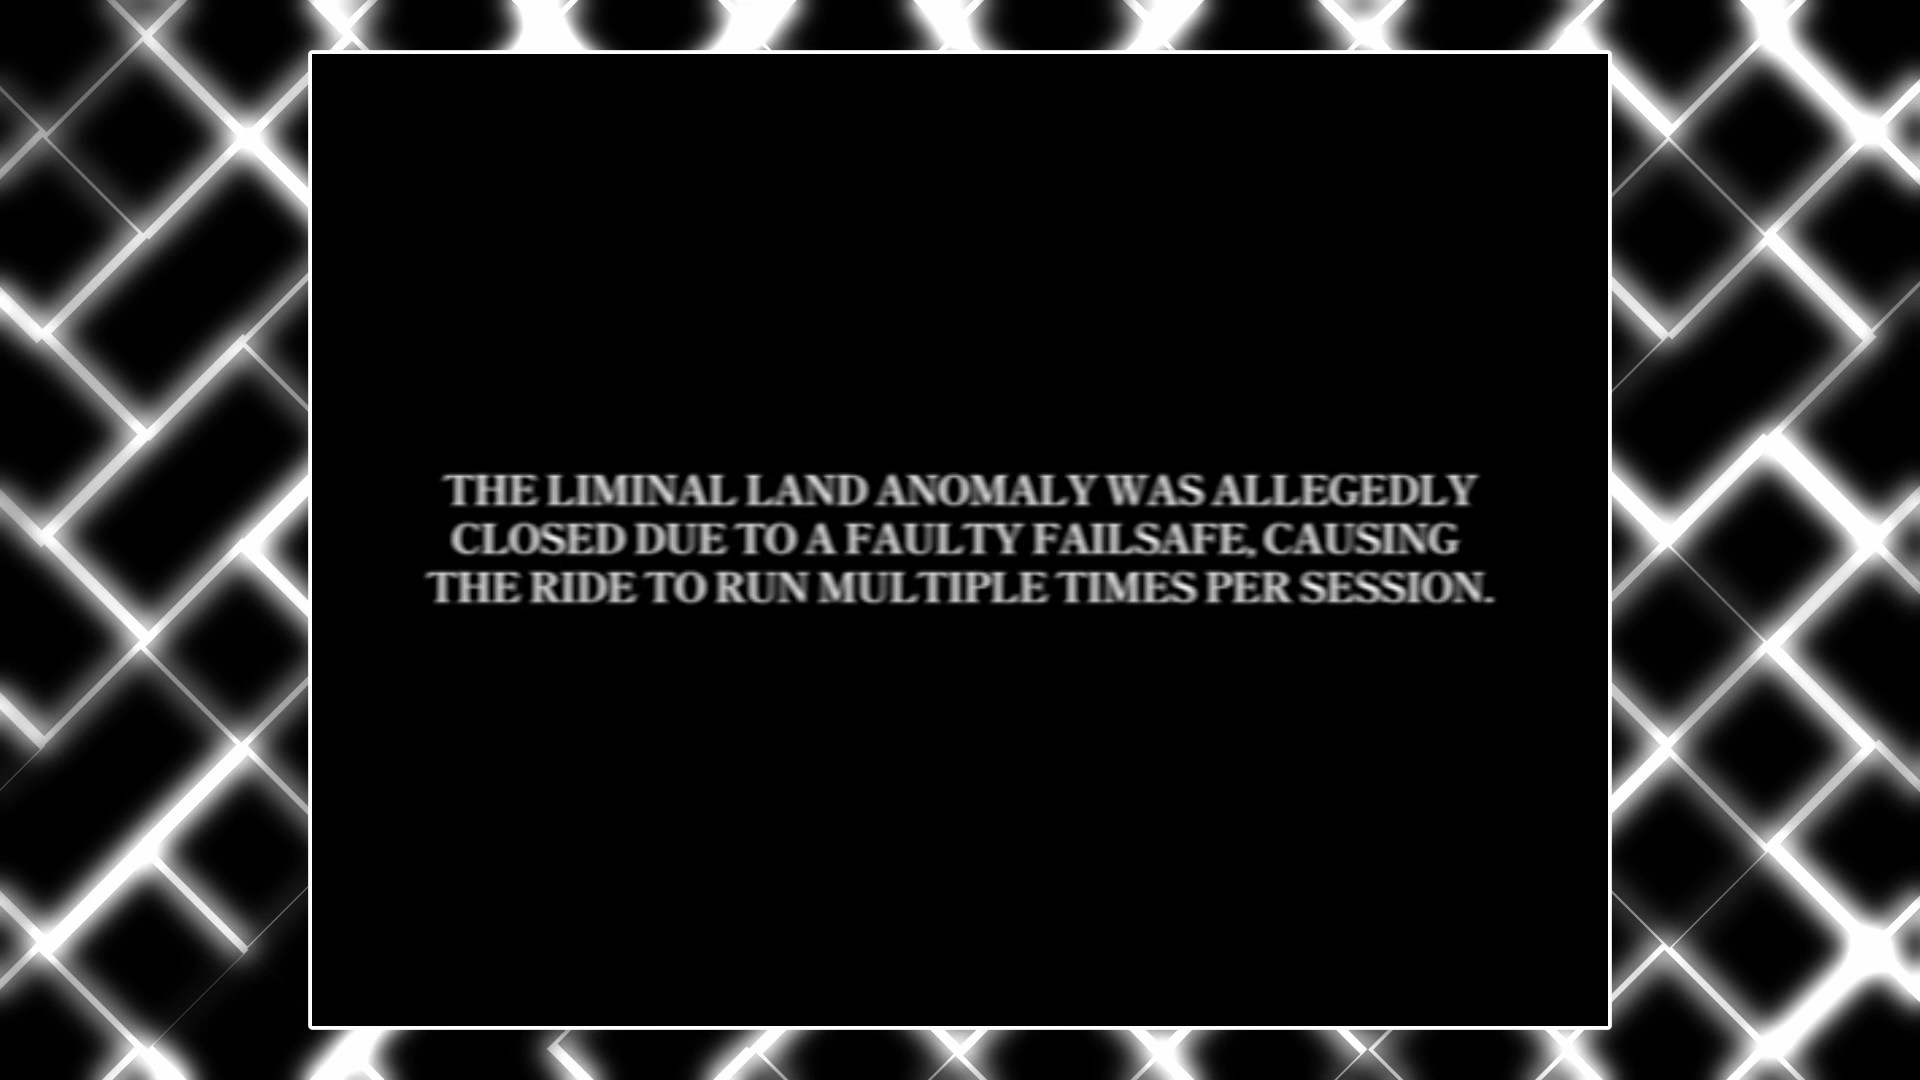 THE LIMINAL LAND ANOMALY WAS ALLEGEDLY
CLOSED DUE TO A FAULTY FAILSAFE, CAUSING
THE RIDE TO RUN MULTIPLE TIMES PER SESSION.